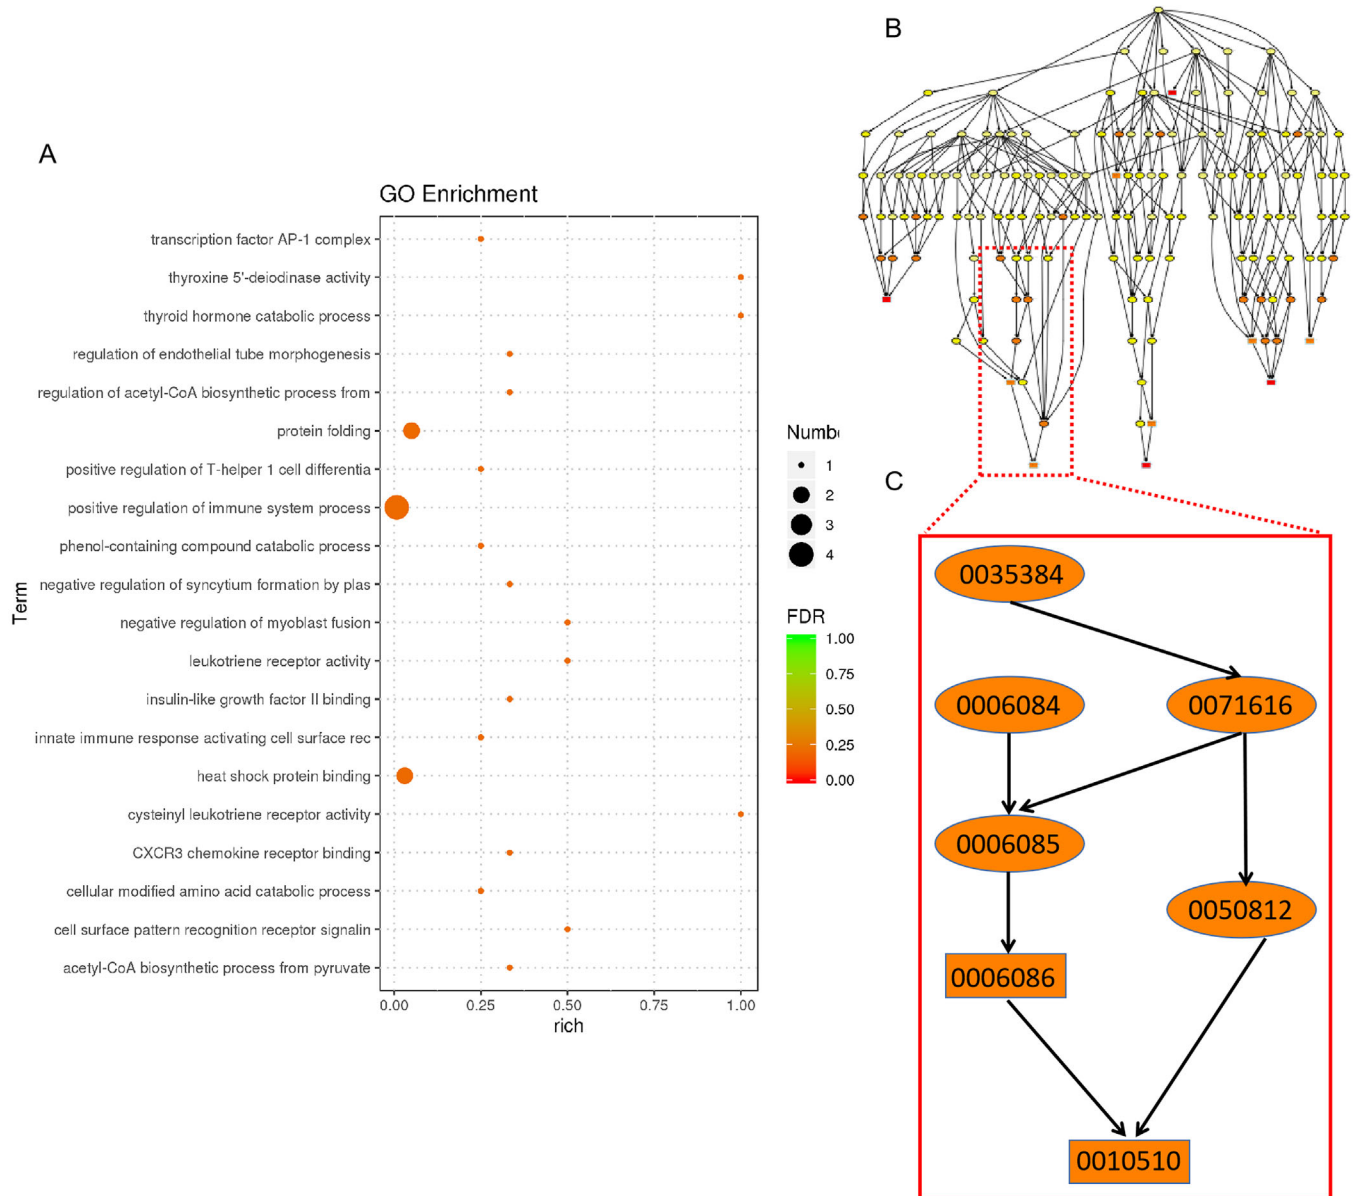 A
GO Enrichment
Term
transcription factor AP-1 complex
thyroxine 5'-deiodinase activity
thyroid hormone catabolic process
regulation of endothelial tube morphogenesis
regulation of acetyl-CoA biosynthetic process from
protein folding
positive regulation of T-helper 1 cell differentia
positive regulation of immune system process
phenol-containing compound catabolic process
negative regulation of syncytium formation by plas
negative regulation of myoblast fusion
leukotriene receptor activity
insulin-like growth factor II binding
innate immune response activating cell surface rec
heat shock protein binding
cysteinyl leukotriene receptor activity
CXCR3 chemokine receptor binding
cellular modified amino acid catabolic process
cell surface pattern recognition receptor signalin
acetyl-CoA biosynthetic process from pyruvate
0.00 0.25 0.50 0.75 1.00
rich
Numb
1
2
3
4
FDR
1.00
0.75
0.50
0.25
0.00
B
C
0035384
0006084 0071616
0006085
0050812
0006086
0010510